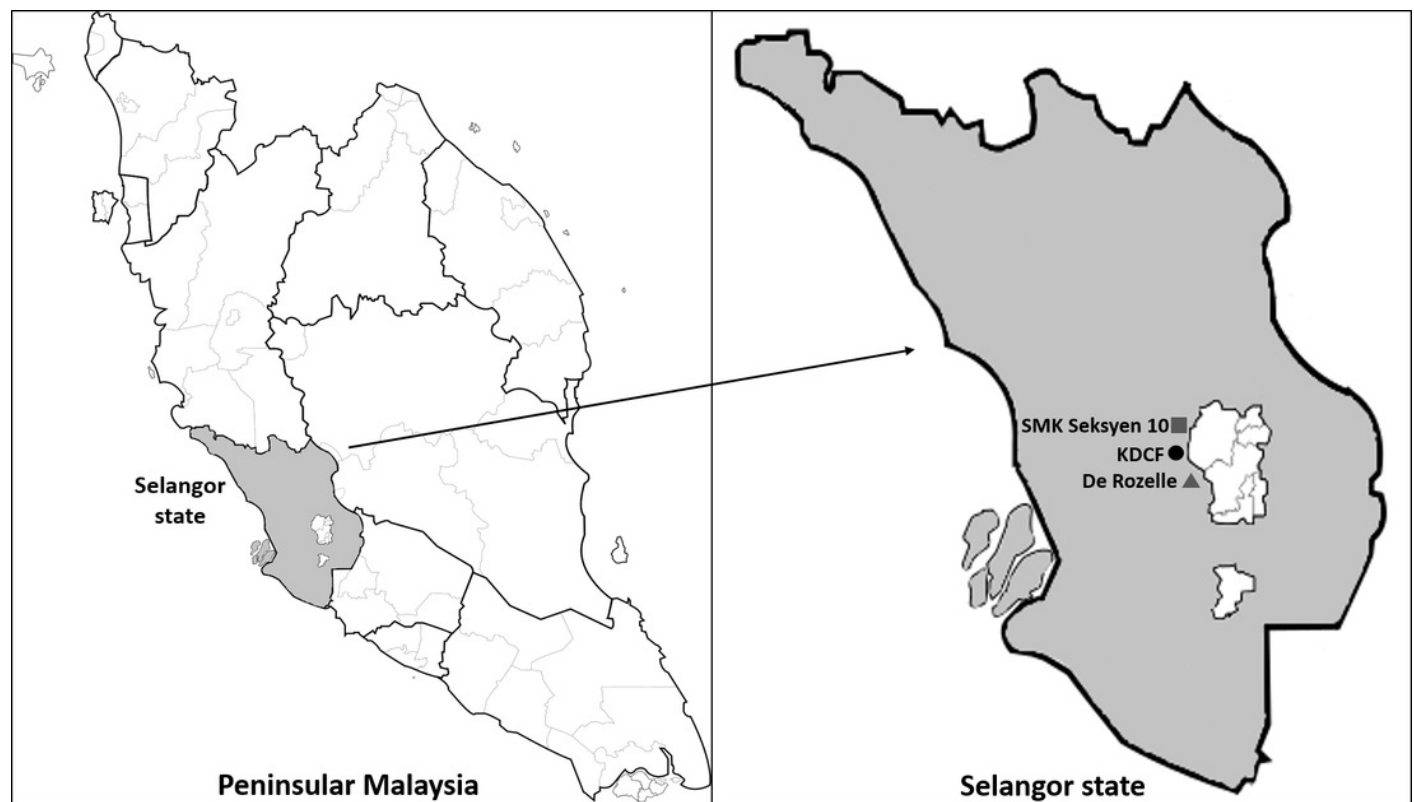 Selangor
state
Peninsular Malaysia
SMK Seksyen 10
KDCF
De Rozelle
Selangor state